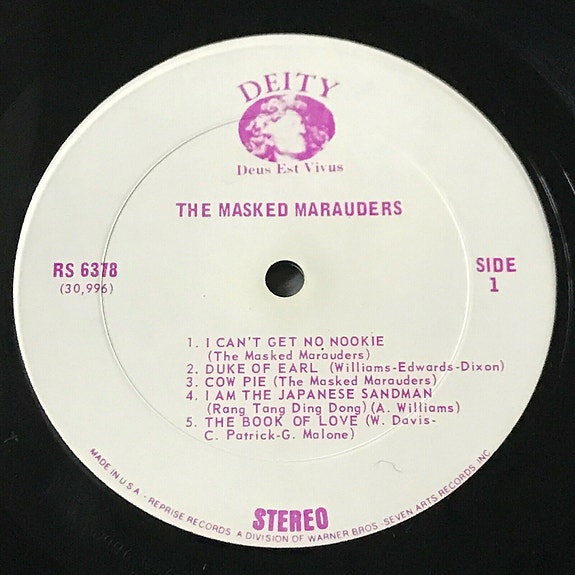 DEITY
Deus Est Vivus
THE MASKED MARAUDERS
RS 6378
(30,996)
SIDE
1
1. I CAN'T GET NO NOOKIE
(The Masked Marauders)
2. DUKE OF EARL (Williams-Edwards-Dixon)
3. COW PIE (The Masked Marauders)
4. I AM THE JAPANESE SANDMAN
(Rang Tang Ding Dong) (A. Williams)
5. THE BOOK OF LOVE (W. Davis-
C. Patrick-G. Malone)
STEREO
MADE IN U.S.A. - REPRISE RECORDS, A DIVISION OF WARNER BROS.-SEVEN ARTS RECORDS, INC.